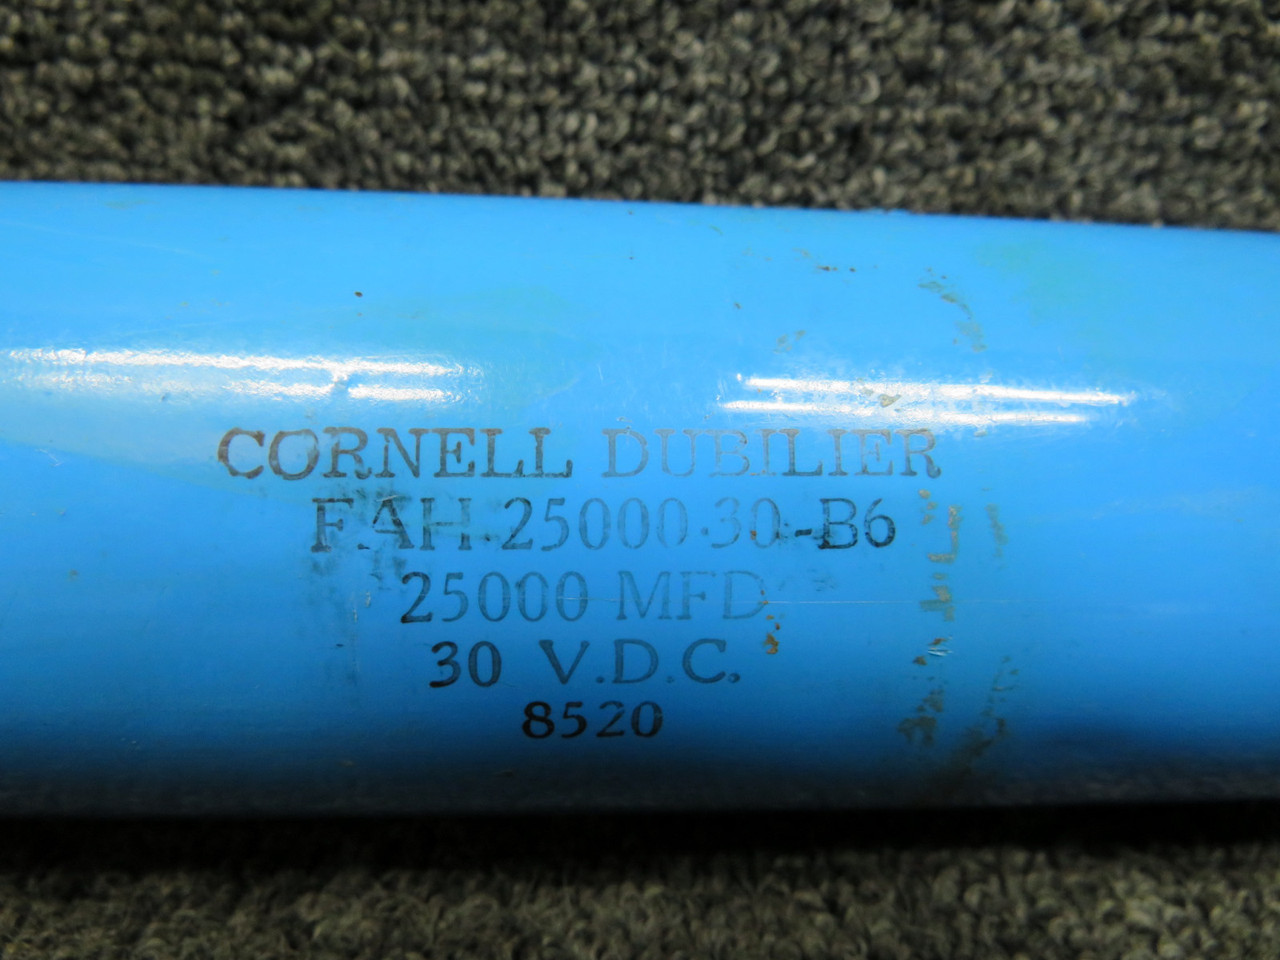 CORNELL DUBILIER
FAH 25000-30-B6
25000 MFD
30 V.D.C.
8520